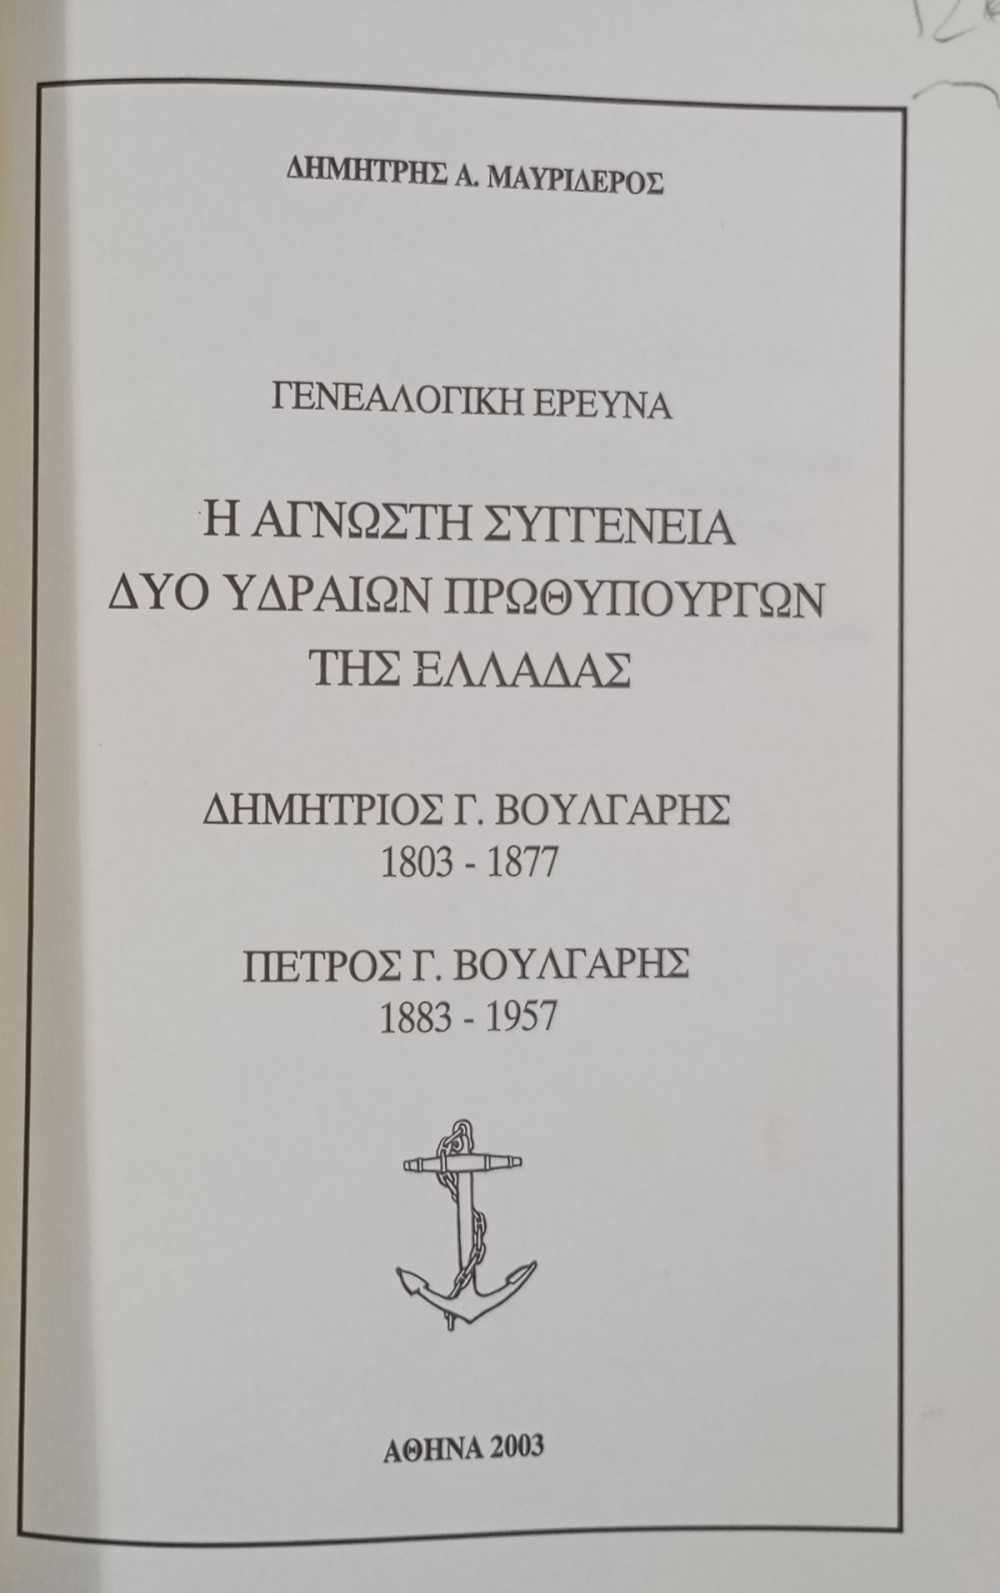 ΔΗΜΗΤΡΗΣ Α. ΜΑΥΡΙΔΕΡΟΣ
ΓΕΝΕΑΛΟΓΙΚΗ ΕΡΕΥΝΑ
Η ΑΓΝΩΣΤΗ ΣΥΓΓΕΝΕΙΑ
ΔΥΟ ΥΔΡΑΙΩΝ ΠΡΩΘΥΠΟΥΡΓΩΝ
ΤΗΣ ΕΛΛΑΔΑΣ
ΔΗΜΗΤΡΙΟΣ Γ. ΒΟΥΛΓΑΡΗΣ
1803 - 1877
ΠΕΤΡΟΣ Γ. ΒΟΥΛΓΑΡΗΣ
1883 - 1957
ΑΘΗΝΑ 2003